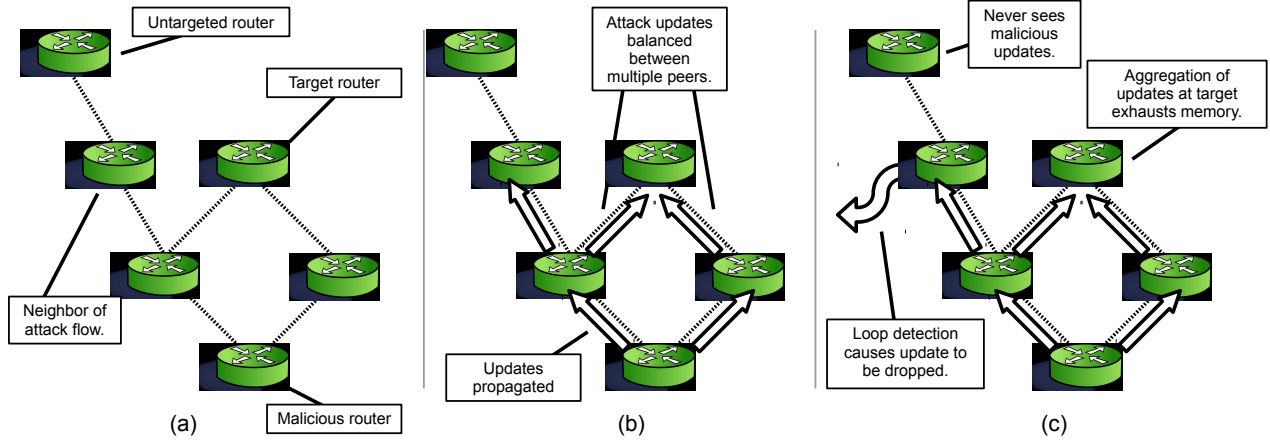 Untargeted router
Target router
Neighbor of
attack flow.
Malicious router
(a)
Attack updates
balanced
between
multiple peers.
Updates
propagated
(b)
Never sees
malicious
updates.
Aggregation of
updates at target
exhausts memory.
Loop detection
causes update to
be dropped.
(c)